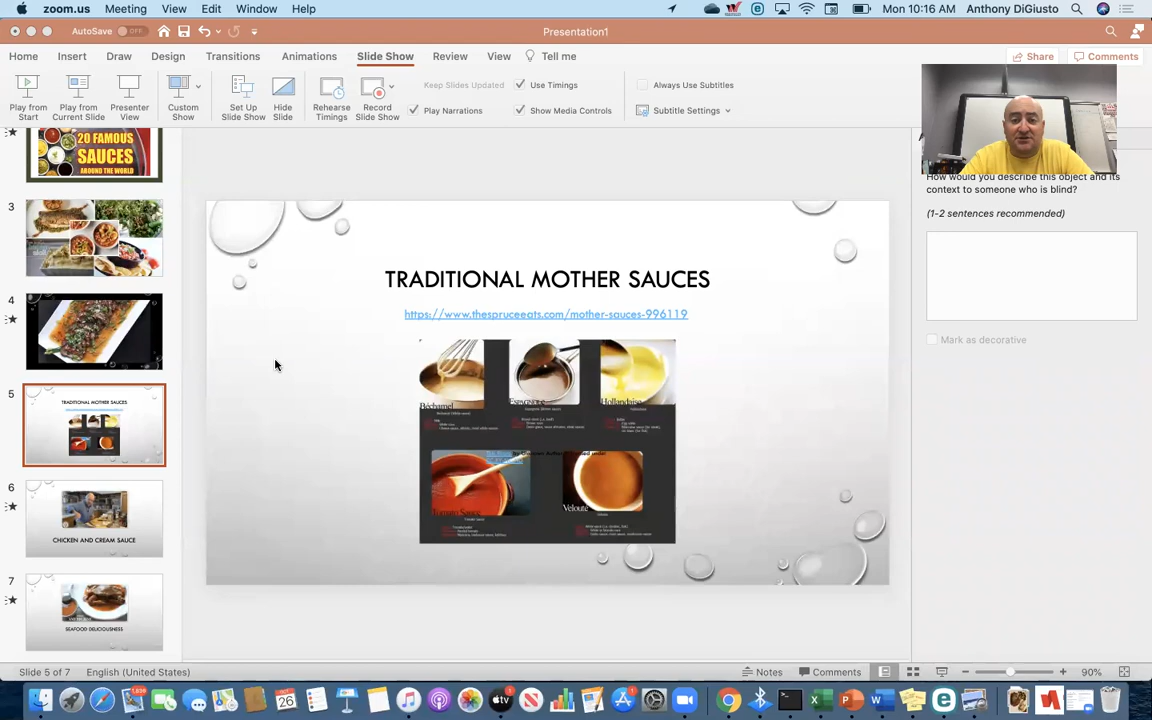 zoom.us Meeting View Edit Window Help
Mon 10:16 AM Anthony DiGiusto
AutoSave OFF
Presentation1
Home Insert Draw Design Transitions Animations Slide Show Review View Tell me
Share Comments
Play from Start
Play from Current Slide
Presenter View
Custom Show
Set Up Slide Show
Hide Slide
Rehearse Timings
Record Slide Show
Keep Slides Updated
Use Timings
Play Narrations
Show Media Controls
Always Use Subtitles
Subtitle Settings
20 FAMOUS
SAUCES
AROUND THE WORLD
3
4
5
TRADITIONAL MOTHER SAUCES
6
CHICKEN AND CREAM SAUCE
7
SEAFOOD DELICIOUSNESS
TRADITIONAL MOTHER SAUCES
https://www.thespruceeats.com/mother-sauces-996119
Béchamel
Espagnole
Hollandaise
Tomato Sauce
Velouté
How would you describe this object and its
context to someone who is blind?
(1-2 sentences recommended)
Mark as decorative
Slide 5 of 7 English (United States)
Notes Comments
90%
26